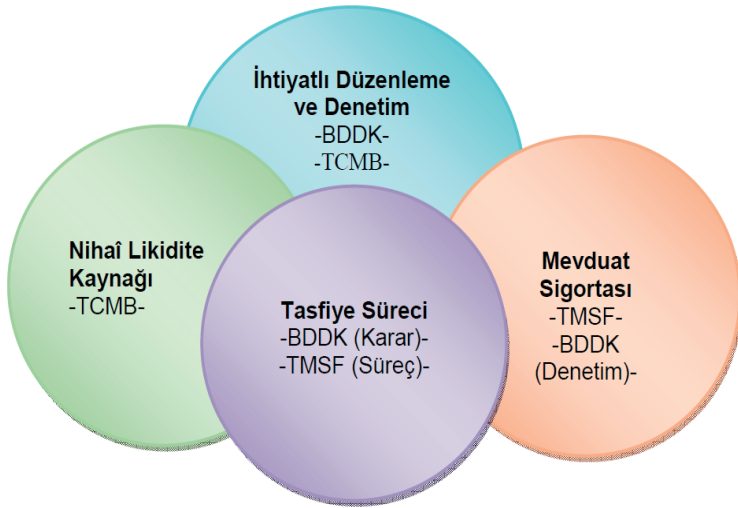 İhtiyatlı Düzenleme
ve Denetim
-BDDK-
-TCMB-
Nihaî Likidite
Kaynağı
-TCMB-
Tasfiye Süreci
-BDDK (Karar)-
-TMSF (Süreç)-
Mevduat
Sigortası
-TMSF-
-BDDK
(Denetim)-